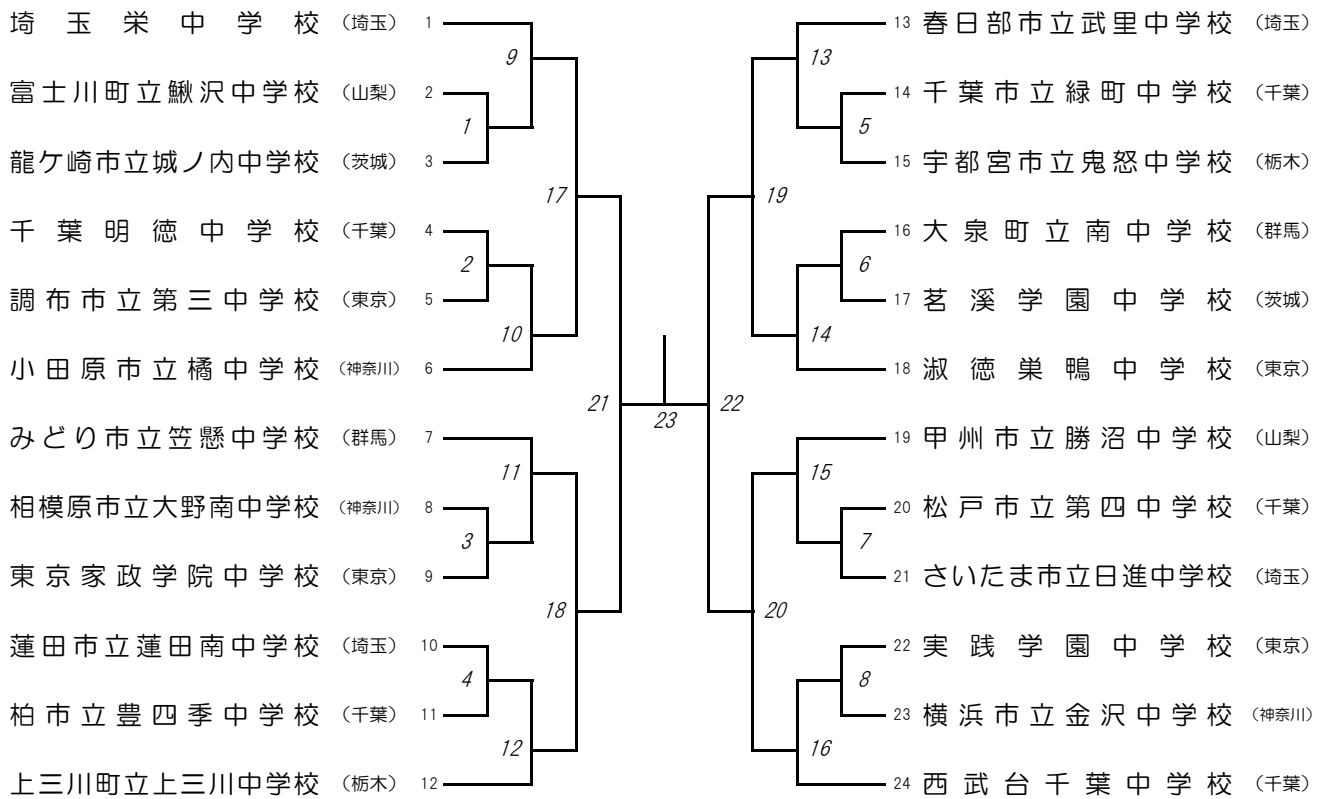 埼玉栄中学校 （埼玉） 1
9
富士川町立鰍沢中学校 （山梨） 2
1
龍ケ崎市立城ノ内中学校 （茨城） 3
17
千葉明徳中学校 （千葉） 4
2
調布市立第三中学校 （東京） 5
10
小田原市立橘中学校 （神奈川） 6
21
みどり市立笠懸中学校 （群馬） 7
11
相模原市立大野南中学校 （神奈川） 8
3
東京家政学院中学校 （東京） 9
18
蓮田市立蓮田南中学校 （埼玉） 10
4
柏市立豊四季中学校 （千葉） 11
12
上三川町立上三川中学校 （栃木） 12
23
13 春日部市立武里中学校 （埼玉）
13
14 千葉市立緑町中学校 （千葉）
5
15 宇都宮市立鬼怒中学校 （栃木）
19
16 大泉町立南中学校 （群馬）
6
17 茗溪学園中学校 （茨城）
14
18 淑徳巣鴨中学校 （東京）
22
19 甲州市立勝沼中学校 （山梨）
15
20 松戸市立第四中学校 （千葉）
7
21 さいたま市立日進中学校 （埼玉）
20
22 実践学園中学校 （東京）
8
23 横浜市立金沢中学校 （神奈川）
16
24 西武台千葉中学校 （千葉）